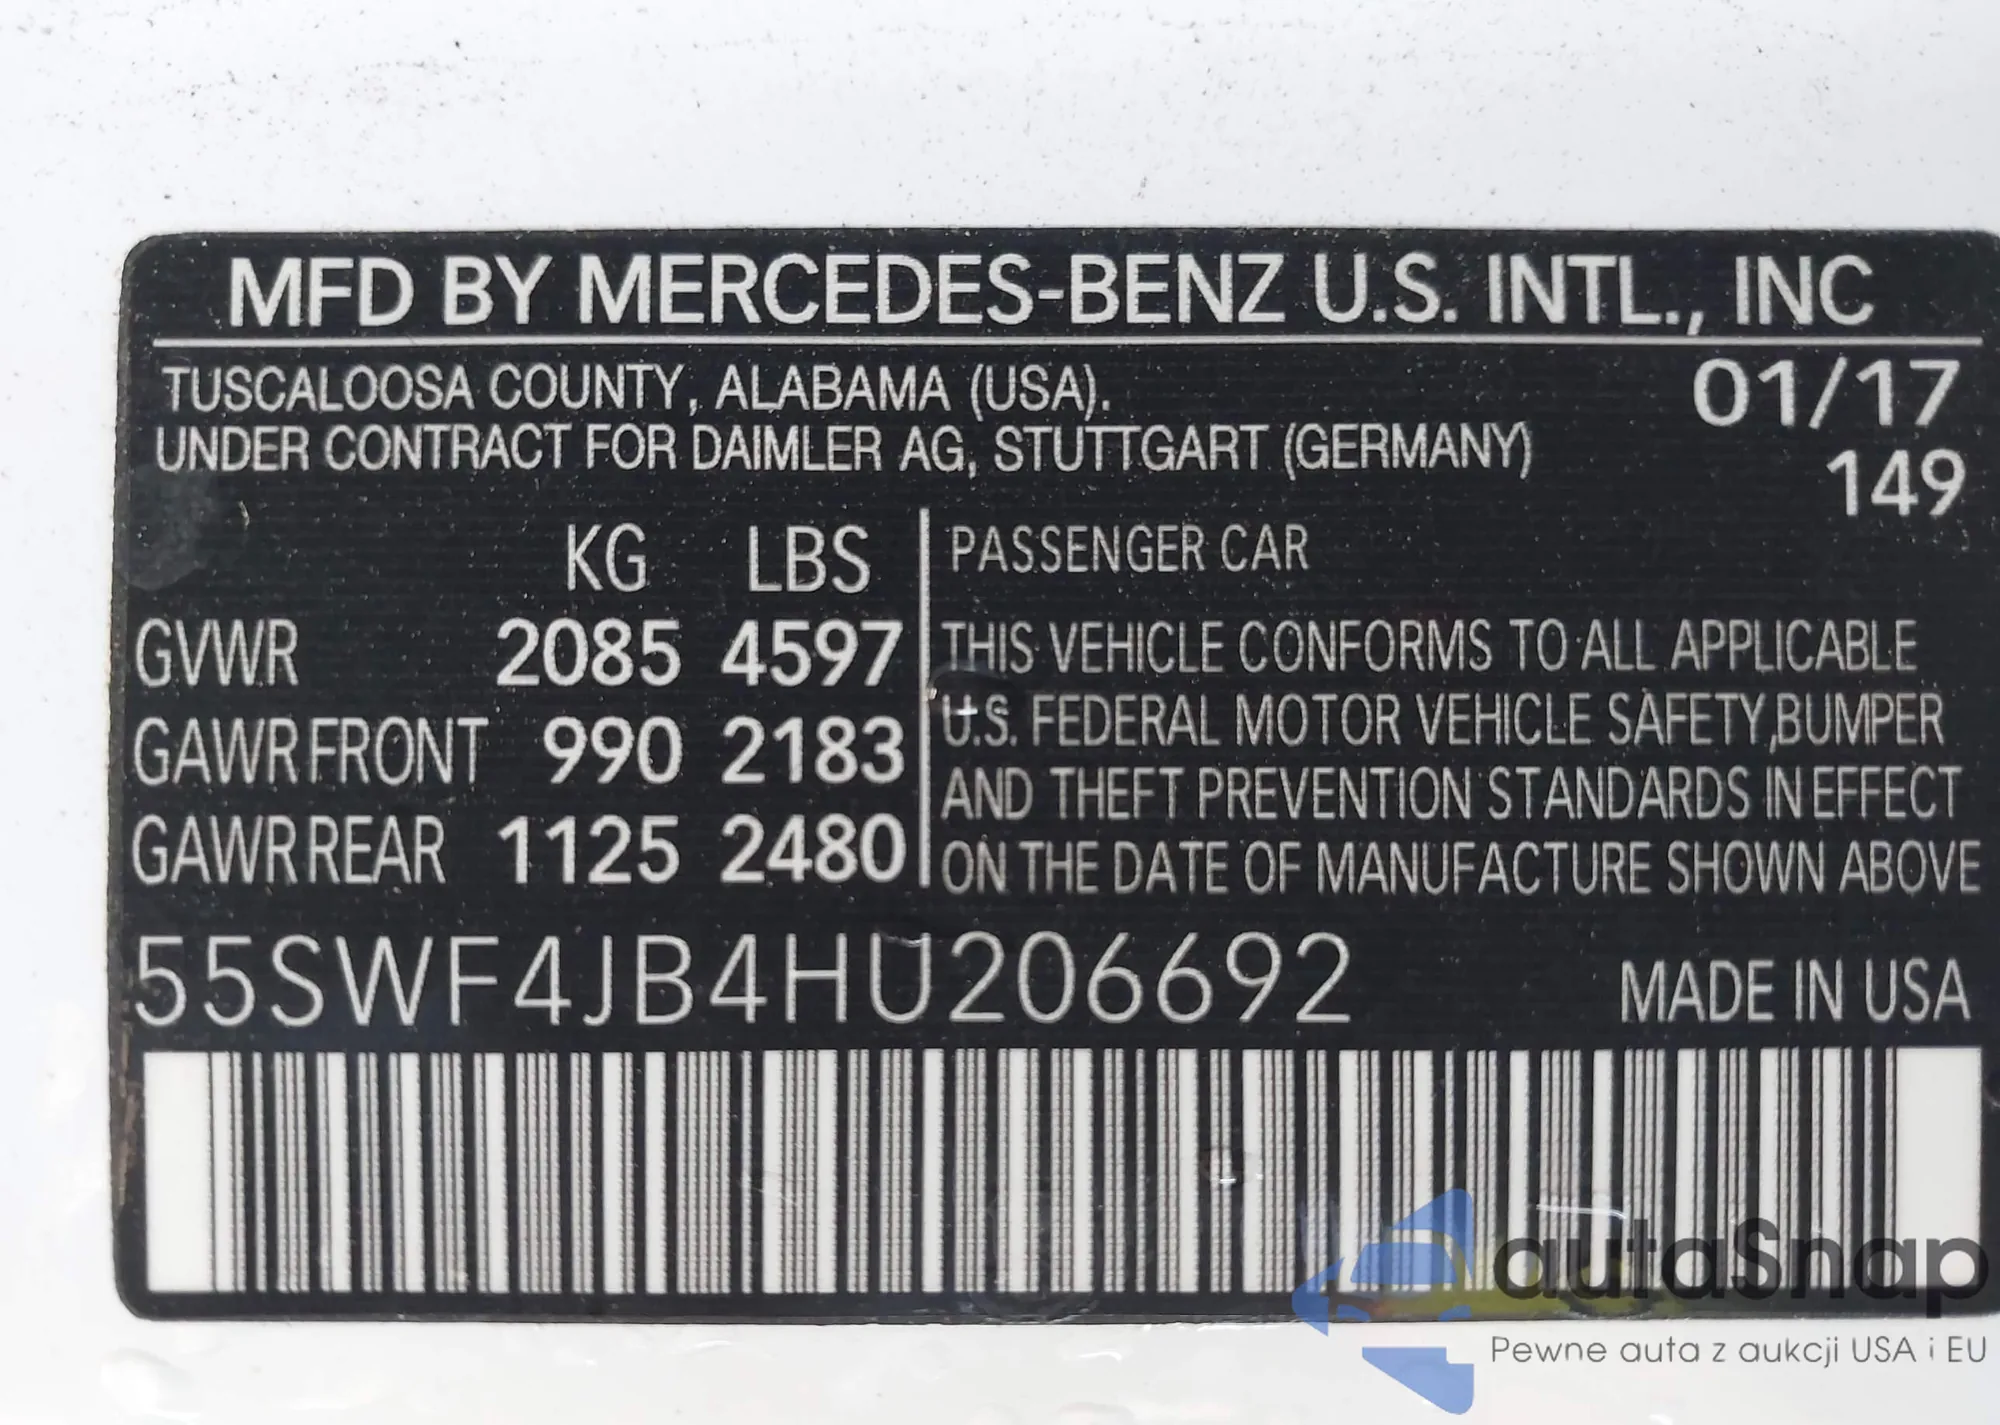 MFD BY MERCEDES-BENZ U.S. INTL., INC
TUSCALOOSA COUNTY, ALABAMA (USA). 01/17
UNDER CONTRACT FOR DAIMLER AG, STUTTGART (GERMANY) 149
KG LBS
GVWR 2085 4597
GAWR FRONT 990 2183
GAWR REAR 1125 2480
PASSENGER CAR
THIS VEHICLE CONFORMS TO ALL APPLICABLE
U.S. FEDERAL MOTOR VEHICLE SAFETY, BUMPER
AND THEFT PREVENTION STANDARDS IN EFFECT
ON THE DATE OF MANUFACTURE SHOWN ABOVE
55SWF4JB4HU206692 MADE IN USA
autaSnap
Pewne auta z aukcji USA i EU